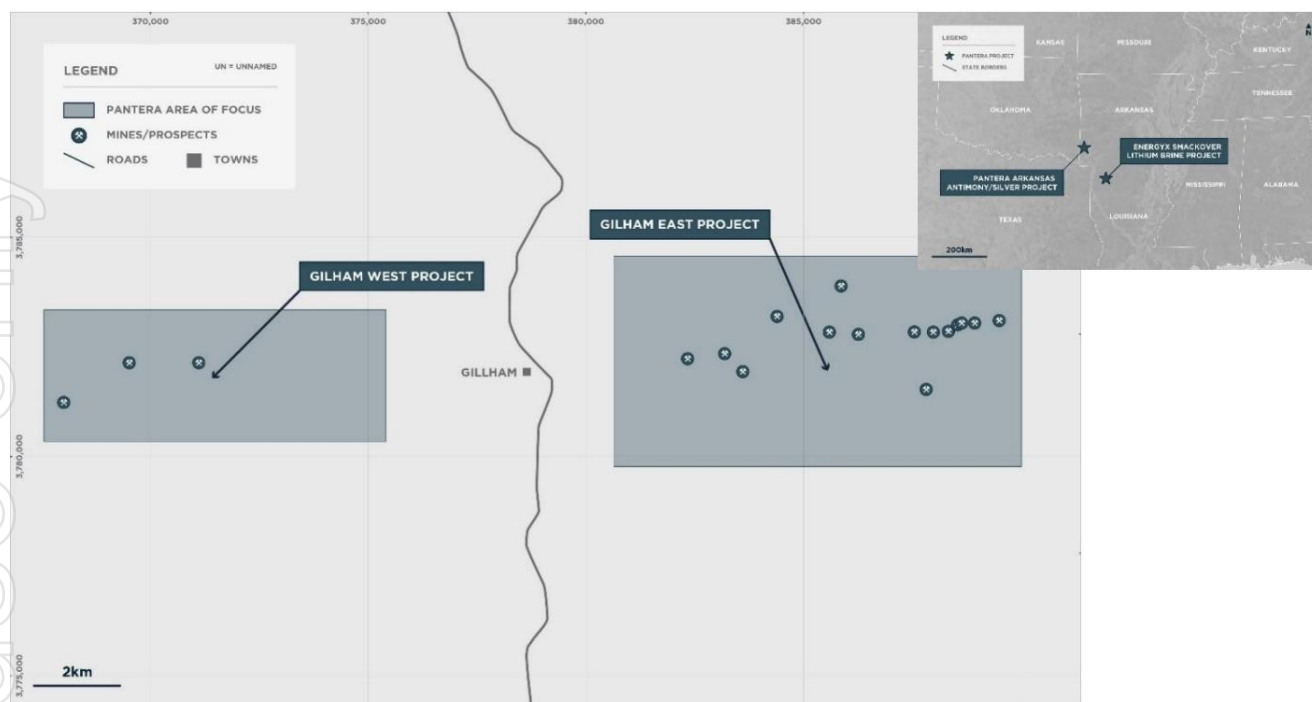 370,000
375,000
380,000
385,000
LEGEND
UN = UNNAMED
PANTERA AREA OF FOCUS
MINES/PROSPECTS
ROADS
TOWNS
LEGEND
PANTERA PROJECT
STATE BORDERS
N
KANSAS
MISSOURI
KENTUCKY
TENNESSEE
OKLAHOMA
ARKANSAS
ENERGYX SMACKOVER
LITHIUM BRINE PROJECT
PANTERA ARKANSAS
ANTIMONY/SILVER PROJECT
MISSISSIPPI
ALABAMA
TEXAS
LOUISIANA
200km
3,785,000
GILHAM EAST PROJECT
GILHAM WEST PROJECT
GILLHAM
3,780,000
2km
3,775,000